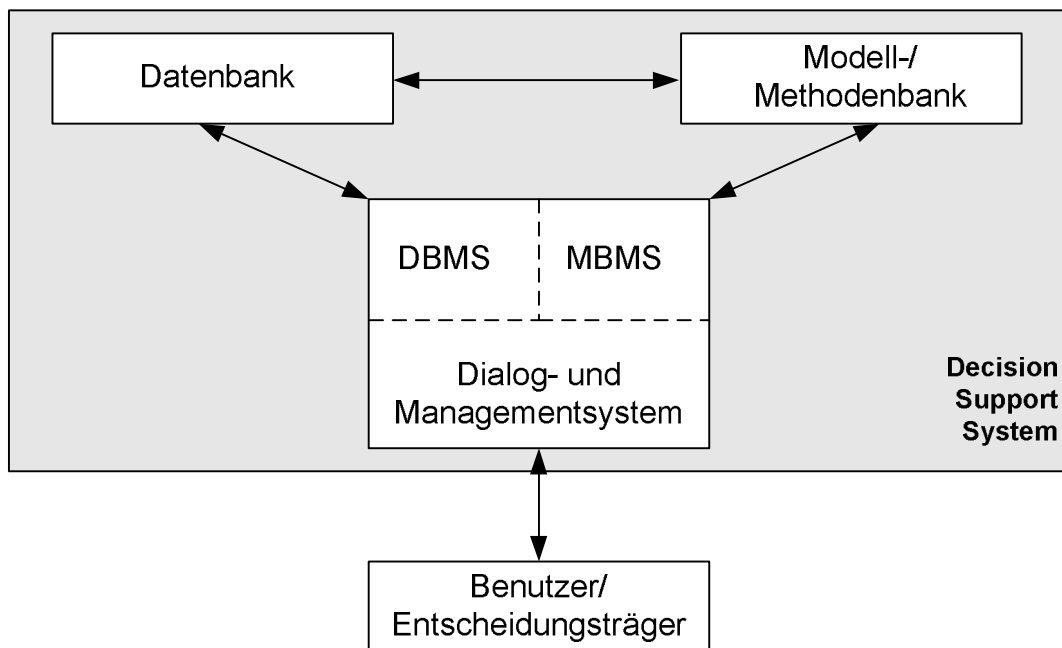 Datenbank
Modell-/
Methodenbank
DBMS
MBMS
Dialog- und
Managementsystem
Decision
Support
System
Benutzer/
Entscheidungsträger